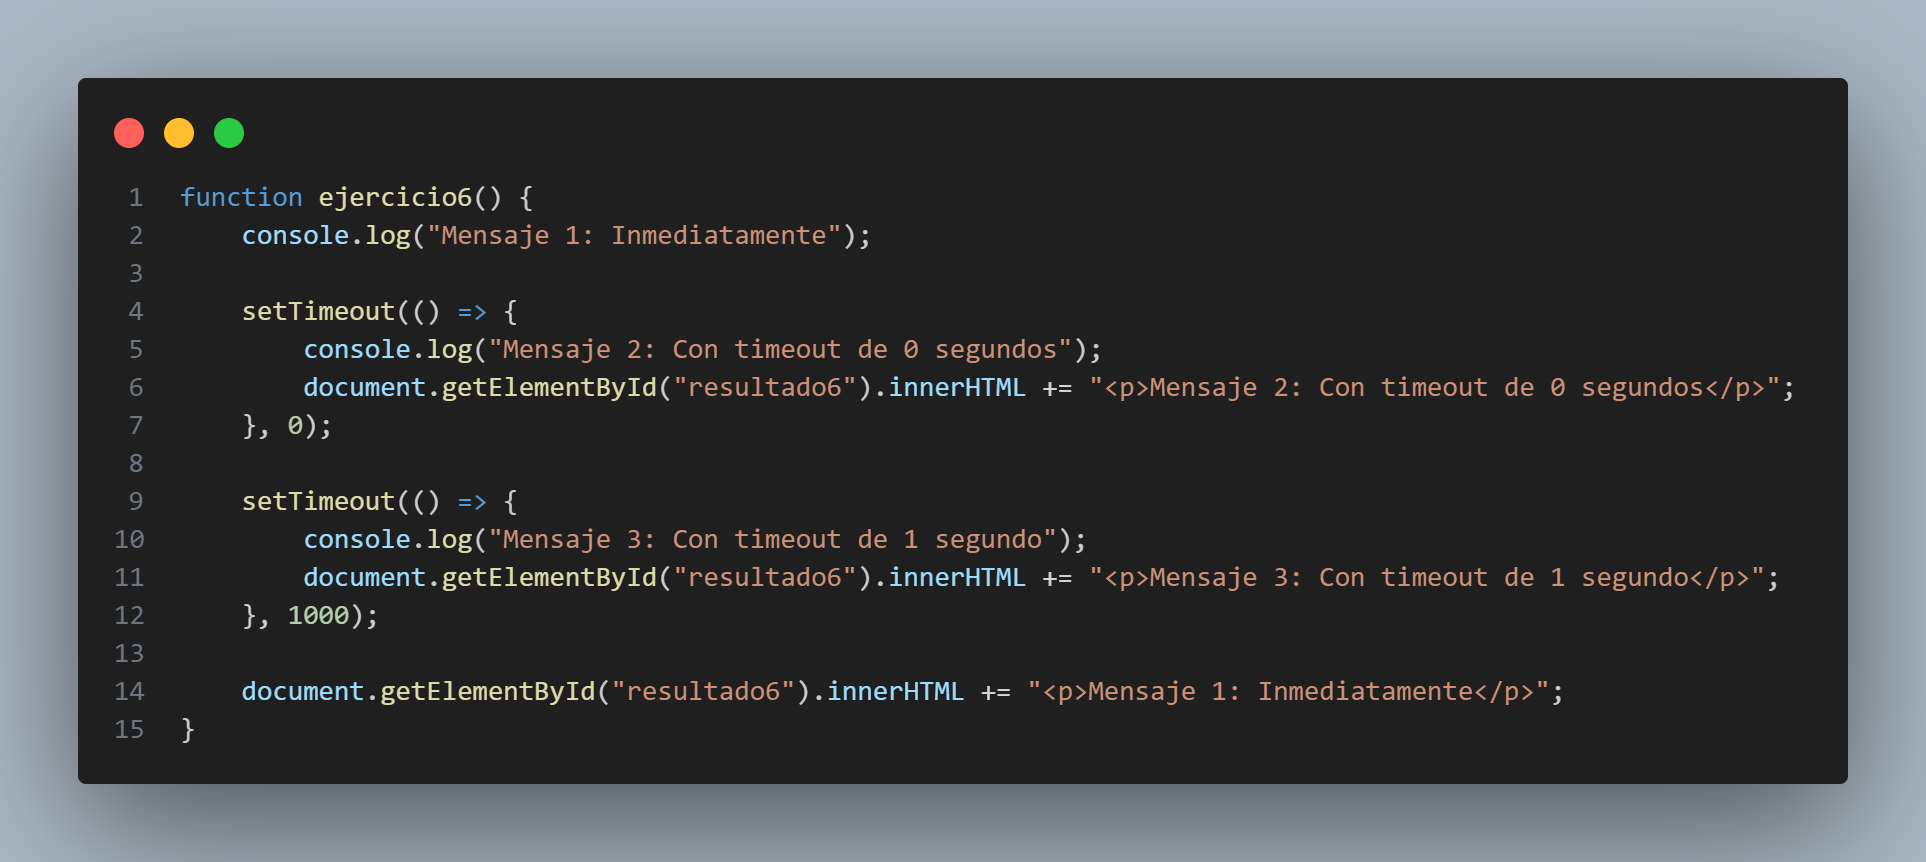 1 function ejercicio6() {
2     console.log("Mensaje 1: Inmediatamente");
3
4     setTimeout(() => {
5         console.log("Mensaje 2: Con timeout de 0 segundos");
6         document.getElementById("resultado6").innerHTML += "<p>Mensaje 2: Con timeout de 0 segundos</p>";
7     }, 0);
8
9     setTimeout(() => {
10         console.log("Mensaje 3: Con timeout de 1 segundo");
11         document.getElementById("resultado6").innerHTML += "<p>Mensaje 3: Con timeout de 1 segundo</p>";
12     }, 1000);
13
14     document.getElementById("resultado6").innerHTML += "<p>Mensaje 1: Inmediatamente</p>";
15 }